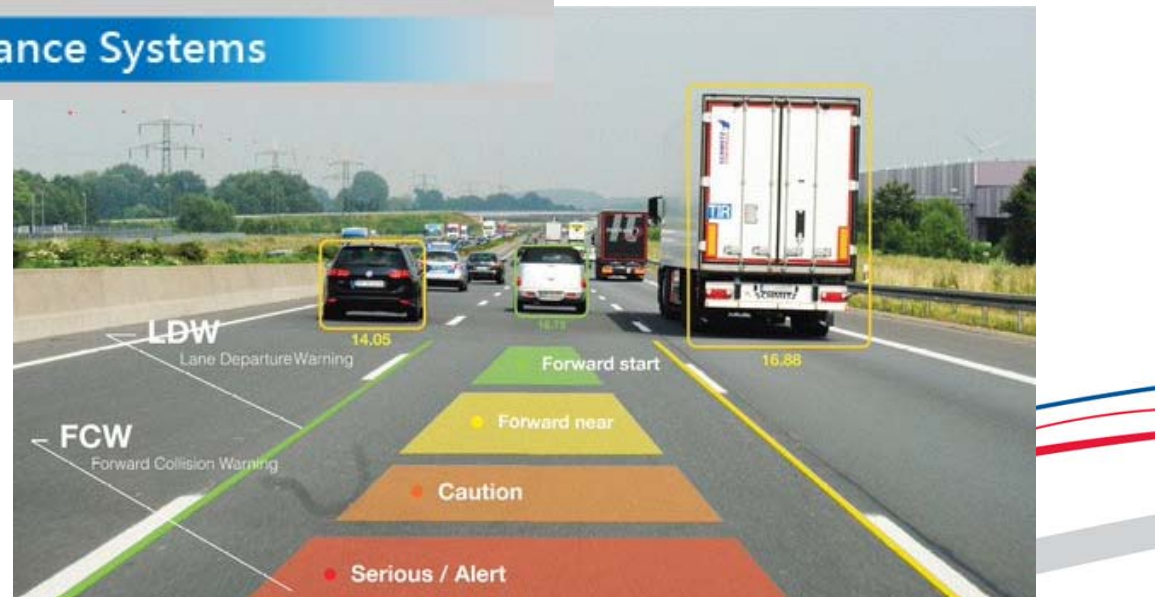 ance Systems
TIR
LDW
Lane DepartureWarning
14.05
16.88
Forward start
Forward near
FCW
Forward Collision Warning
Caution
Serious / Alert